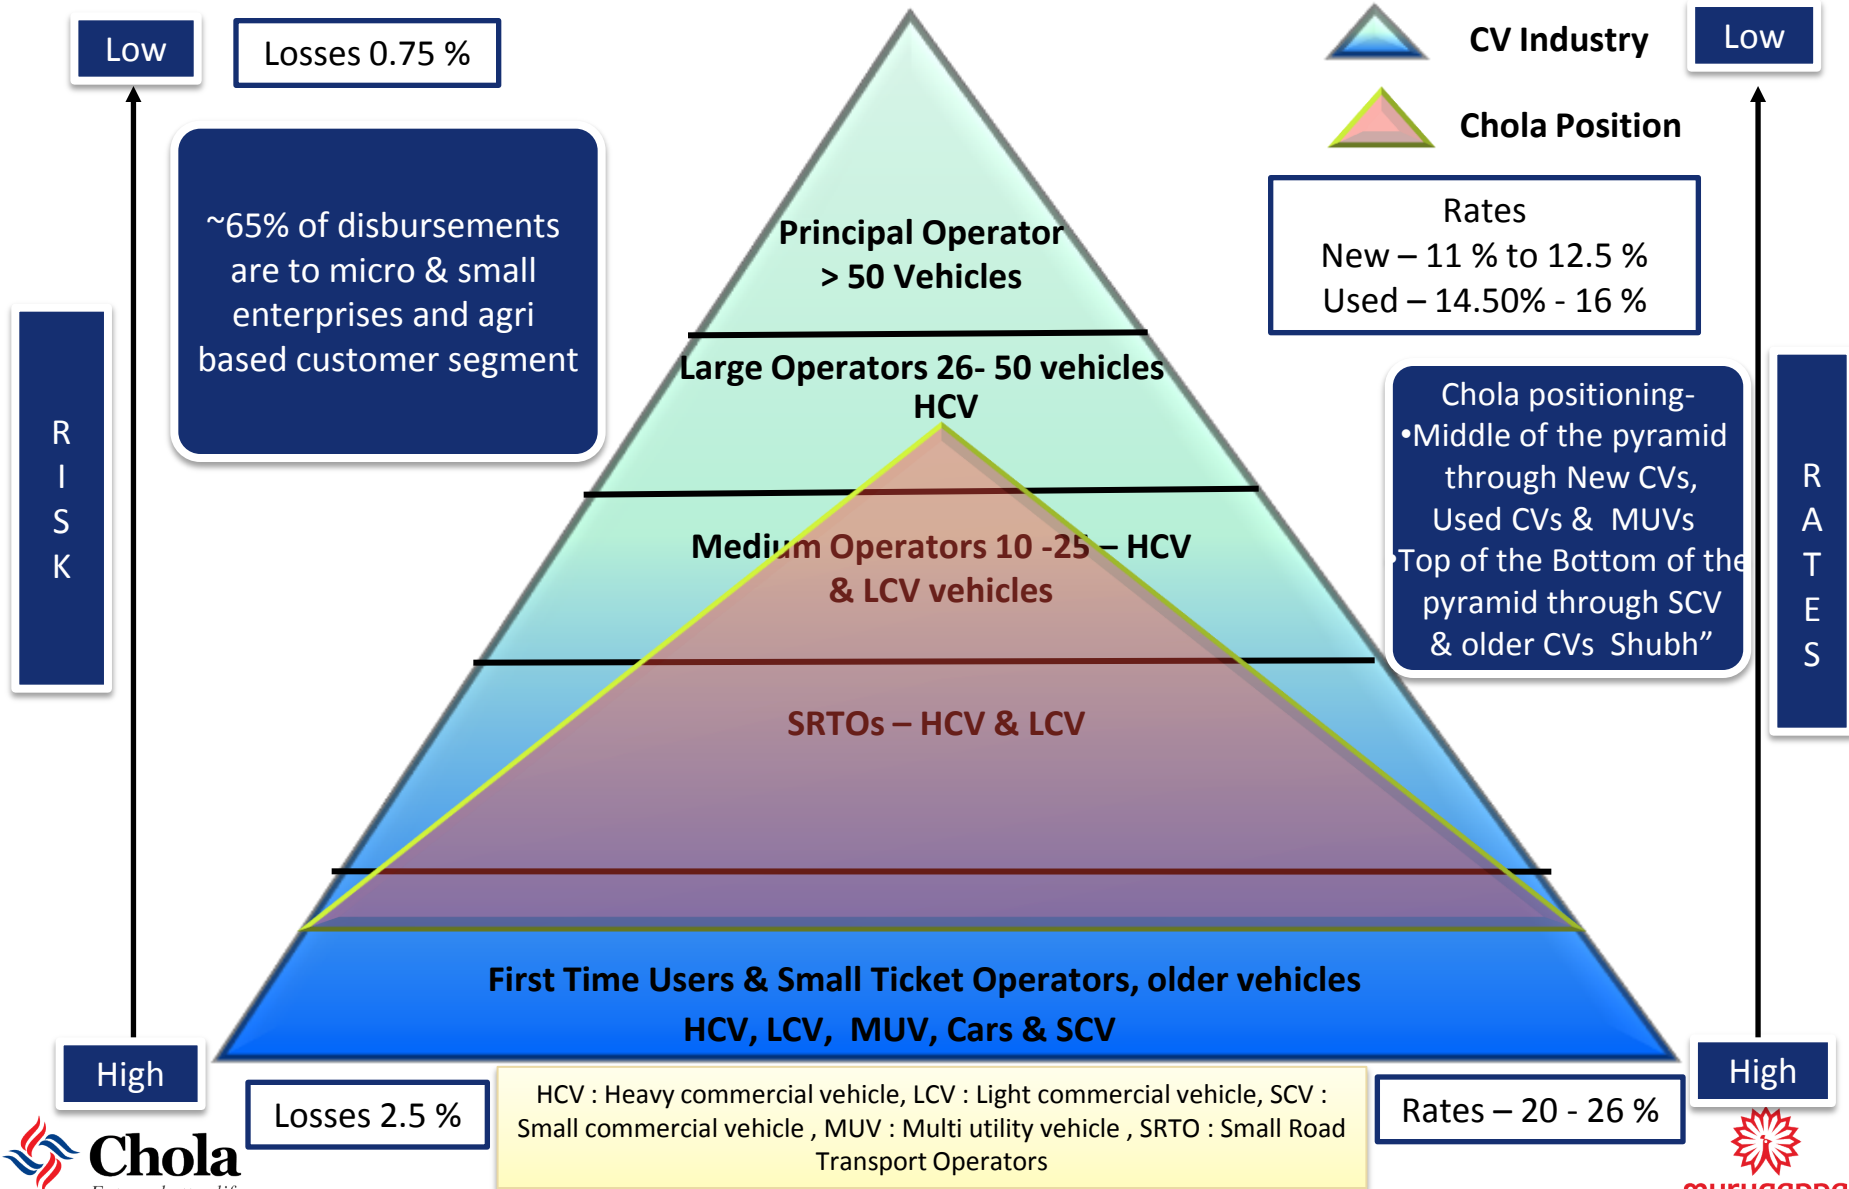 Low
Losses 0.75 %
CV Industry
Low
Chola Position
~65% of disbursements
are to micro & small
enterprises and agri
based customer segment
Principal Operator
> 50 Vehicles
Rates
New – 11 % to 12.5 %
Used – 14.50% - 16 %
Large Operators 26- 50 vehicles
HCV
Chola positioning-
•Middle of the pyramid
through New CVs,
Used CVs & MUVs
•Top of the Bottom of the
pyramid through SCV
& older CVs Shubh”
R
I
S
K
R
A
T
E
S
Medium Operators 10 -25 – HCV
& LCV vehicles
SRTOs – HCV & LCV
First Time Users & Small Ticket Operators, older vehicles
HCV, LCV, MUV, Cars & SCV
High
High
Losses 2.5 %
HCV : Heavy commercial vehicle, LCV : Light commercial vehicle, SCV :
Small commercial vehicle , MUV : Multi utility vehicle , SRTO : Small Road
Transport Operators
Rates – 20 - 26 %
Chola